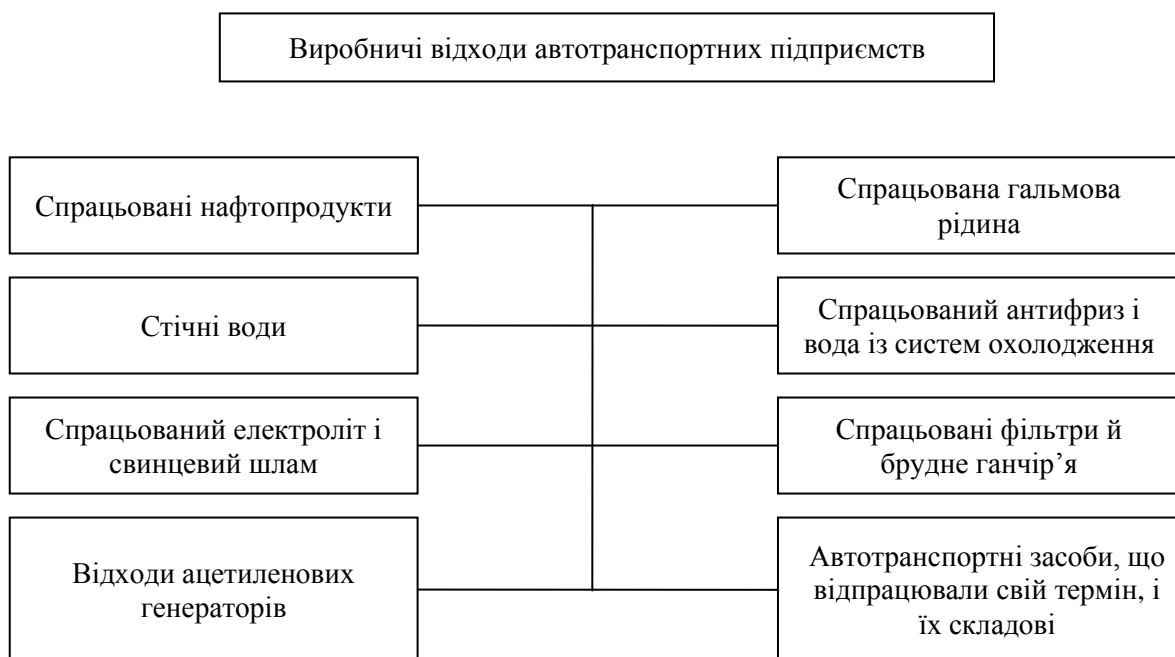 Виробничі відходи автотранспортних підприємств
Спрацьовані нафтопродукти
Спрацьована гальмова
рідина
Стічні води
Спрацьований антифриз і
вода із систем охолодження
Спрацьований електроліт і
свинцевий шлам
Спрацьовані фільтри й
брудне ганчір’я
Відходи ацетиленових
генераторів
Автотранспортні засоби, що
відпрацювали свій термін, і
їх складові